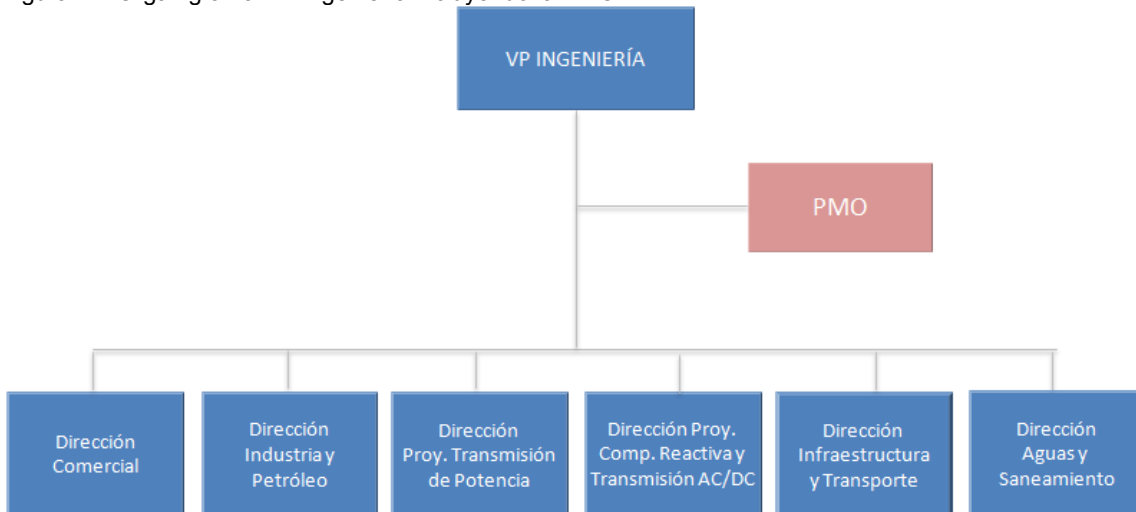 VP INGENIERÍA
PMO
Dirección
Comercial
Dirección
Industria y
Petróleo
Dirección
Proy. Transmisión
de Potencia
Dirección Proy.
Comp. Reactiva y
Transmisión AC/DC
Dirección
Infraestructura
y Transporte
Dirección
Aguas y
Saneamiento